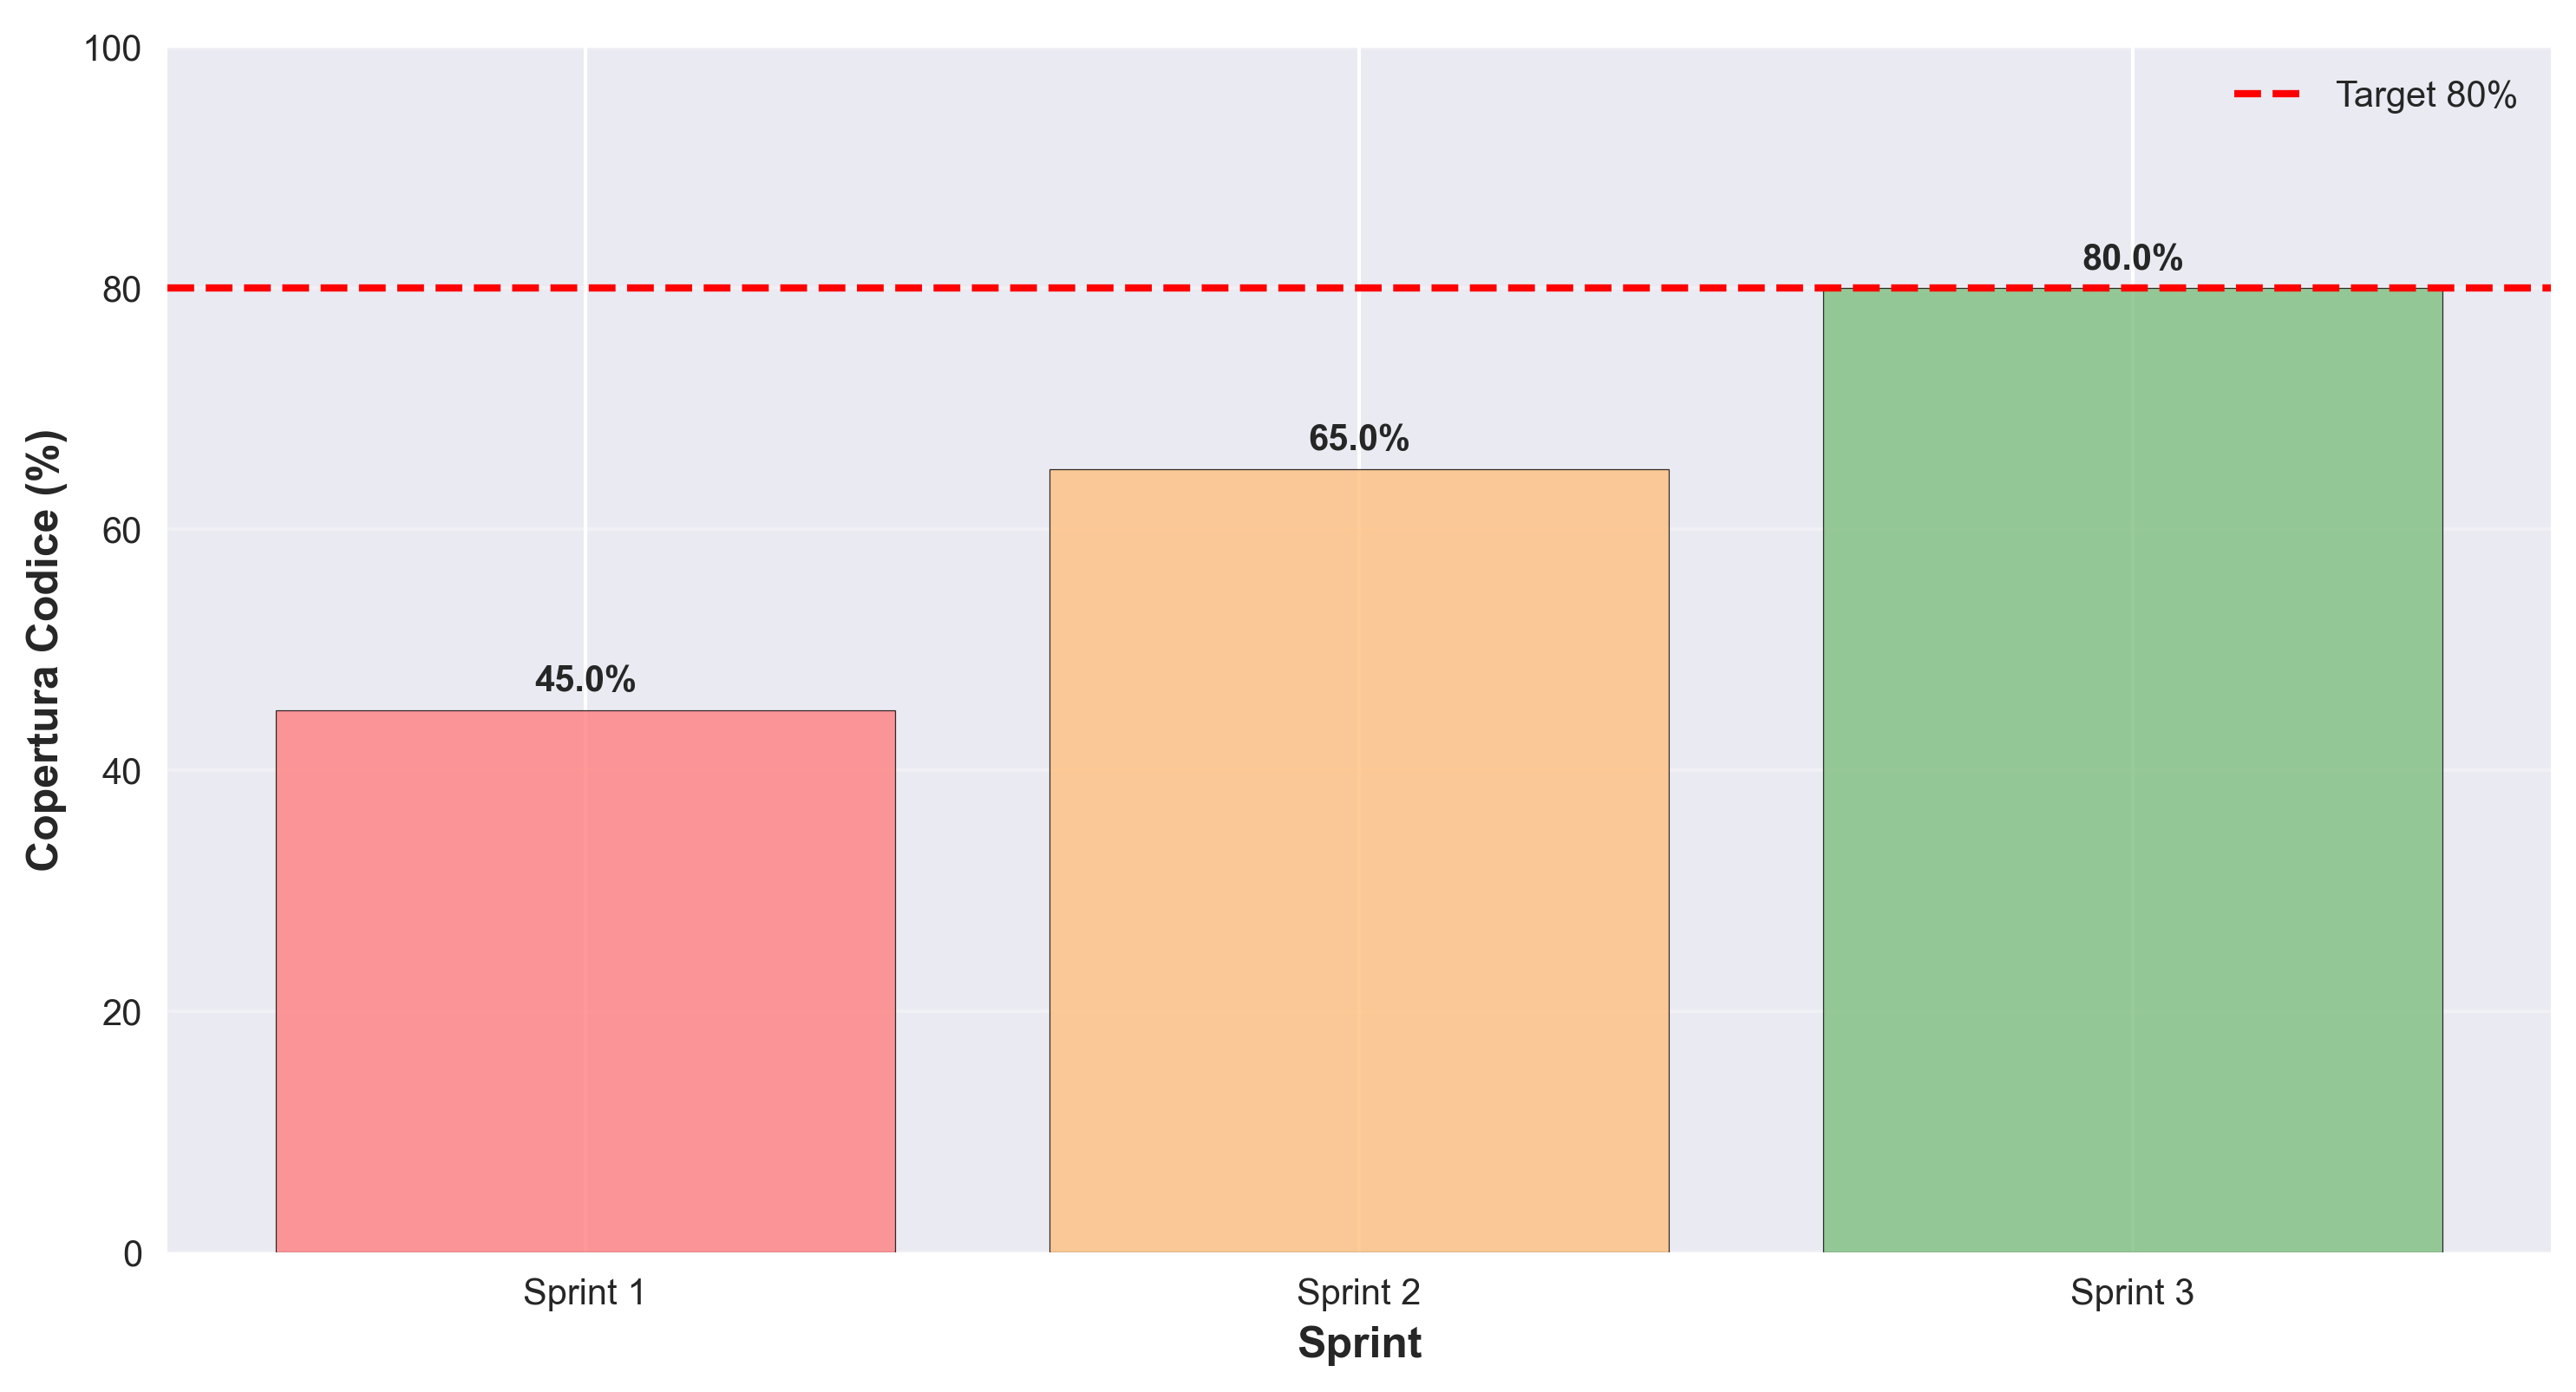 Copertura Codice (%)
100
80
60
40
20
0
Target 80%
45.0%
65.0%
80.0%
Sprint 1
Sprint 2
Sprint 3
Sprint